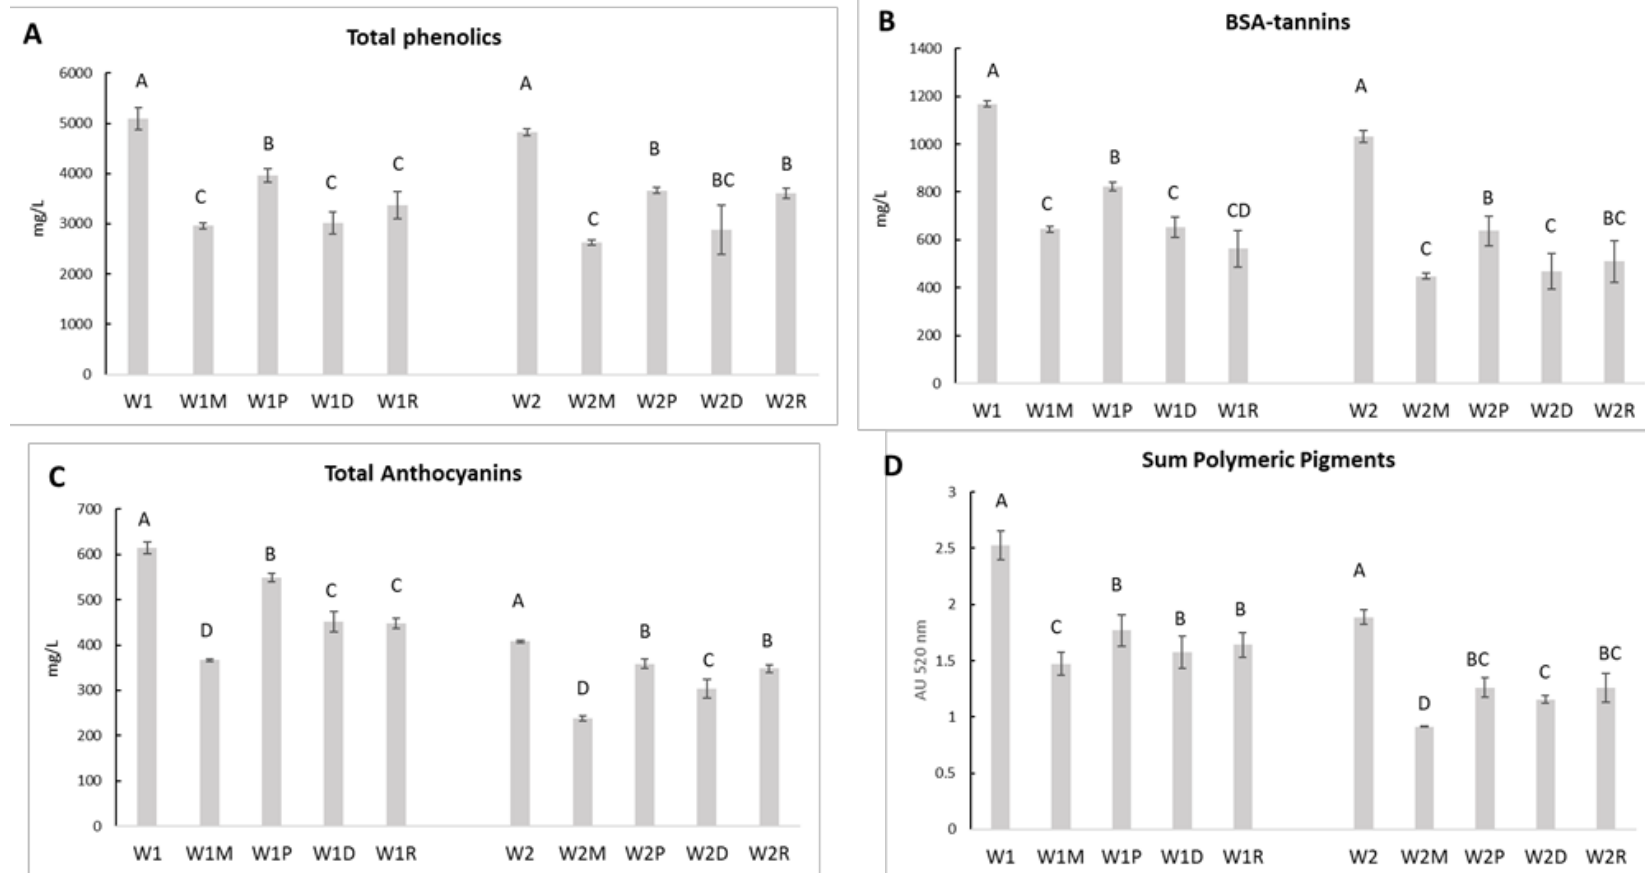 A
Total phenolics
6000
5000
4000
3000
2000
1000
0
mg/L
A
C
B
C
C
A
C
B
BC
B
W1 W1M W1P W1D W1R W2 W2M W2P W2D W2R
B
BSA-tannins
1400
1200
1000
800
600
400
200
0
mg/L
A
C
B
C
CD
A
C
B
C
BC
W1 W1M W1P W1D W1R W2 W2M W2P W2D W2R
C
Total Anthocyanins
700
600
500
400
300
200
100
0
mg/L
A
D
B
C
C
A
D
B
C
B
W1 W1M W1P W1D W1R W2 W2M W2P W2D W2R
D
Sum Polymeric Pigments
3
2.5
2
1.5
1
0.5
0
AU 520 nm
A
C
B
B
B
A
D
BC
C
BC
W1 W1M W1P W1D W1R W2 W2M W2P W2D W2R